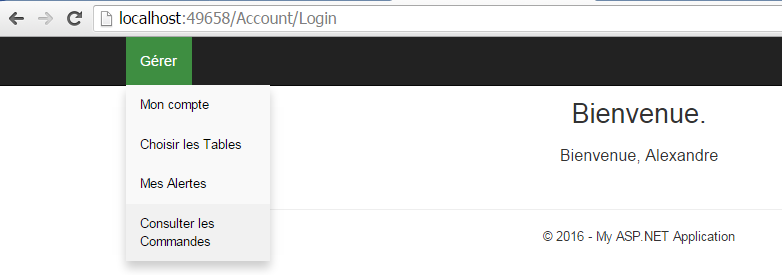 localhost:49658/Account/Login
Gérer
Mon compte
Choisir les Tables
Mes Alertes
Consulter les
Commandes
Bienvenue.
Bienvenue, Alexandre
© 2016 - My ASP.NET Application